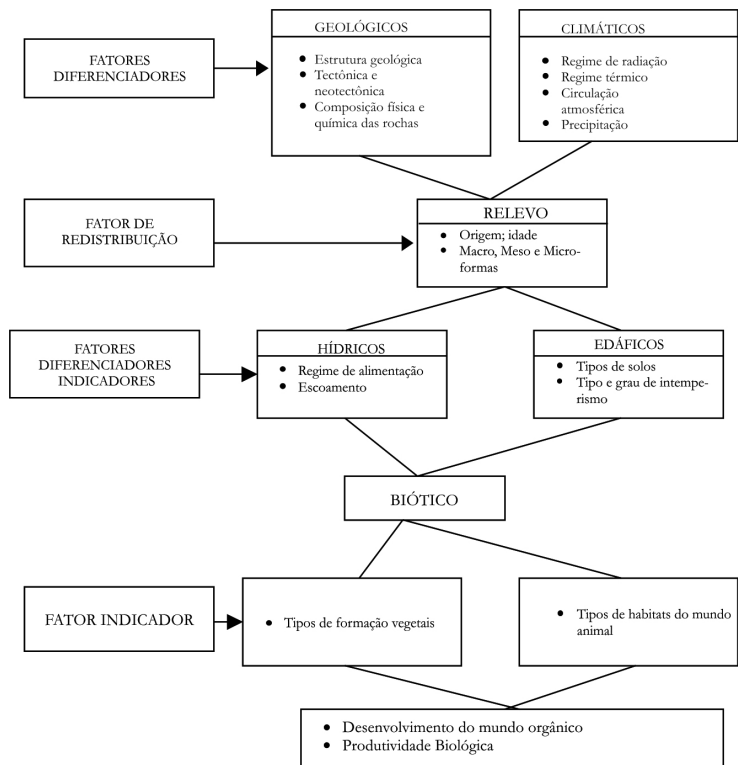 GEOLÓGICOS
CLIMÁTICOS
FATORES
DIFERENCIADORES
• Estrutura geológica
• Tectônica e
neotectônica
• Composição física e
química das rochas
• Regime de radiação
• Regime térmico
• Circulação
atmosférica
• Precipitação
FATOR DE
REDISTRIBUIÇÃO
RELEVO
• Origem; idade
• Macro, Meso e Micro-
formas
FATORES
DIFERENCIADORES
INDICADORES
HÍDRICOS
• Regime de alimentação
• Escoamento
EDÁFICOS
• Tipos de solos
• Tipo e grau de intempe-
rismo
BIÓTICO
FATOR INDICADOR
• Tipos de formação vegetais
• Tipos de habitats do mundo
animal
• Desenvolvimento do mundo orgânico
• Produtividade Biológica